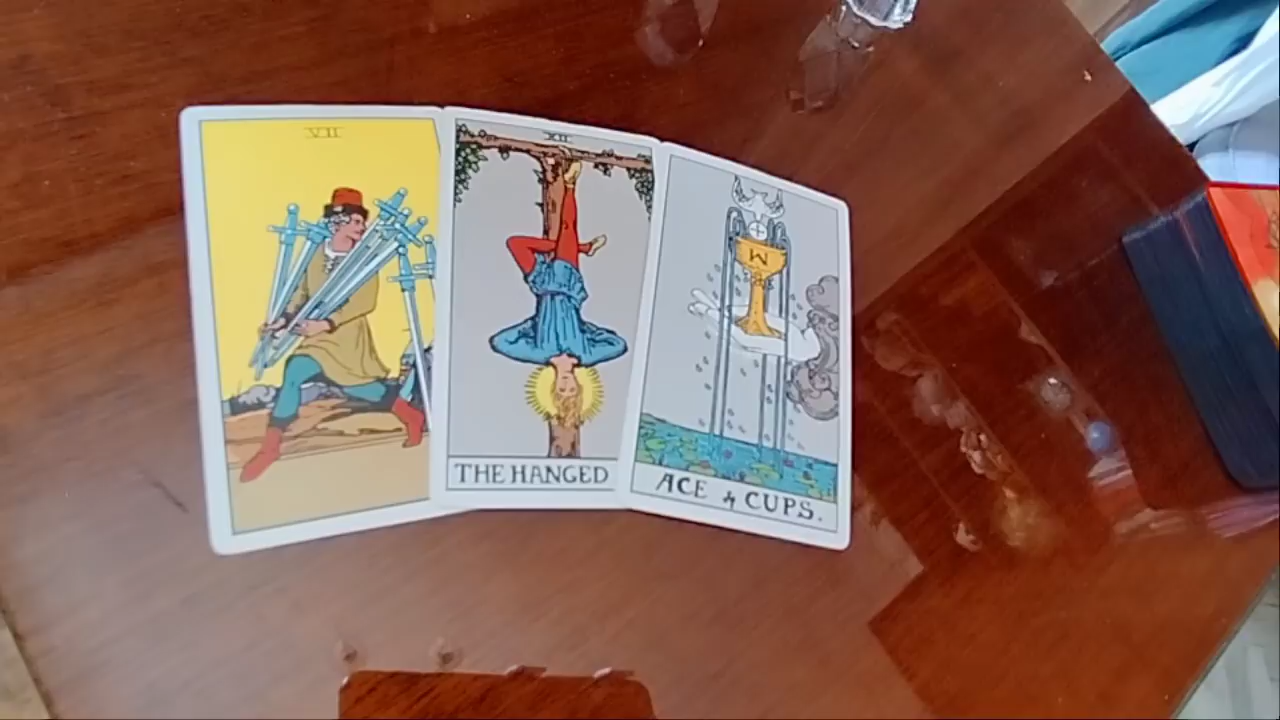 VII
XII
THE HANGED
W
ACE of CUPS.